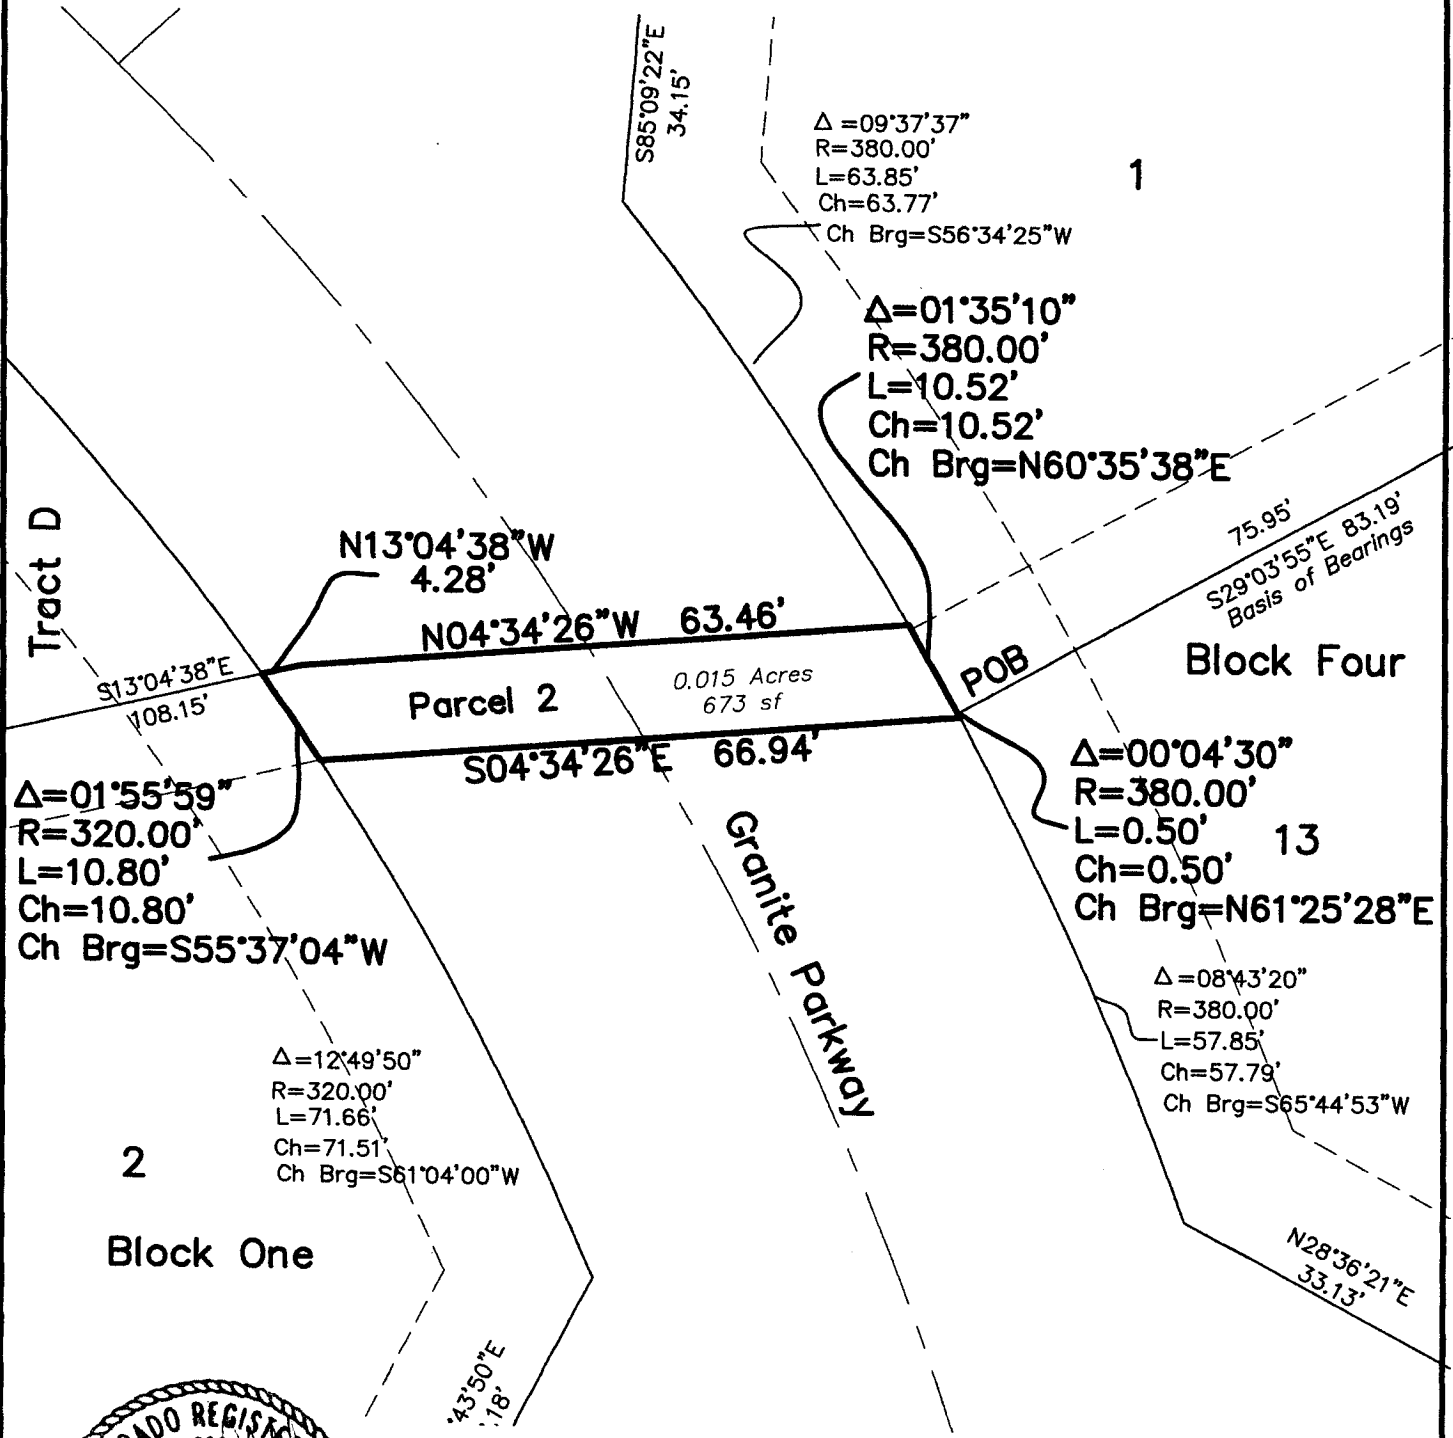 S85°09'22"E
34.15'
Δ=09°37'37"
R=380.00'
L=63.85'
Ch=63.77'
Ch Brg=S56°34'25"W
1
Δ=01°35'10"
R=380.00'
L=10.52'
Ch=10.52'
Ch Brg=N60°35'38"E
75.95'
S29°03'55"E 83.19'
Basis of Bearings
Tract D
N13°04'38"W
4.28'
N04°34'26"W 63.46'
S13°04'38"E
108.15'
Parcel 2
0.015 Acres
673 sf
POB
Block Four
S04°34'26"E 66.94'
Δ=01°55'59"
R=320.00'
L=10.80'
Ch=10.80'
Ch Brg=S55°37'04"W
Δ=00°04'30"
R=380.00'
L=0.50'
Ch=0.50'
Ch Brg=N61°25'28"E
13
Granite Parkway
Δ=08°43'20"
R=380.00'
L=57.85'
Ch=57.79'
Ch Brg=S65°44'53"W
Δ=12°49'50"
R=320.00'
L=71.66'
Ch=71.51'
Ch Brg=S61°04'00"W
2
Block One
N28°36'21"E
33.13'
°43'50"E
.18'